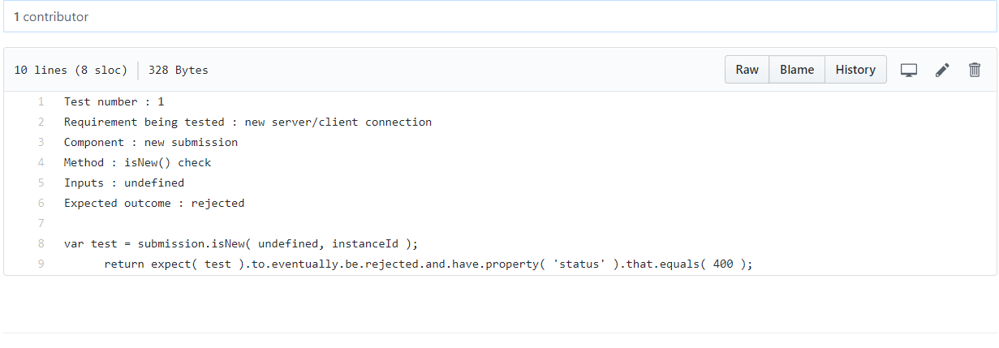 1 contributor
10 lines (8 sloc) 328 Bytes Raw Blame History
1 Test number : 1
2 Requirement being tested : new server/client connection
3 Component : new submission
4 Method : isNew() check
5 Inputs : undefined
6 Expected outcome : rejected
7
8 var test = submission.isNew( undefined, instanceId );
9 return expect( test ).to.eventually.be.rejected.and.have.property( 'status' ).that.equals( 400 );